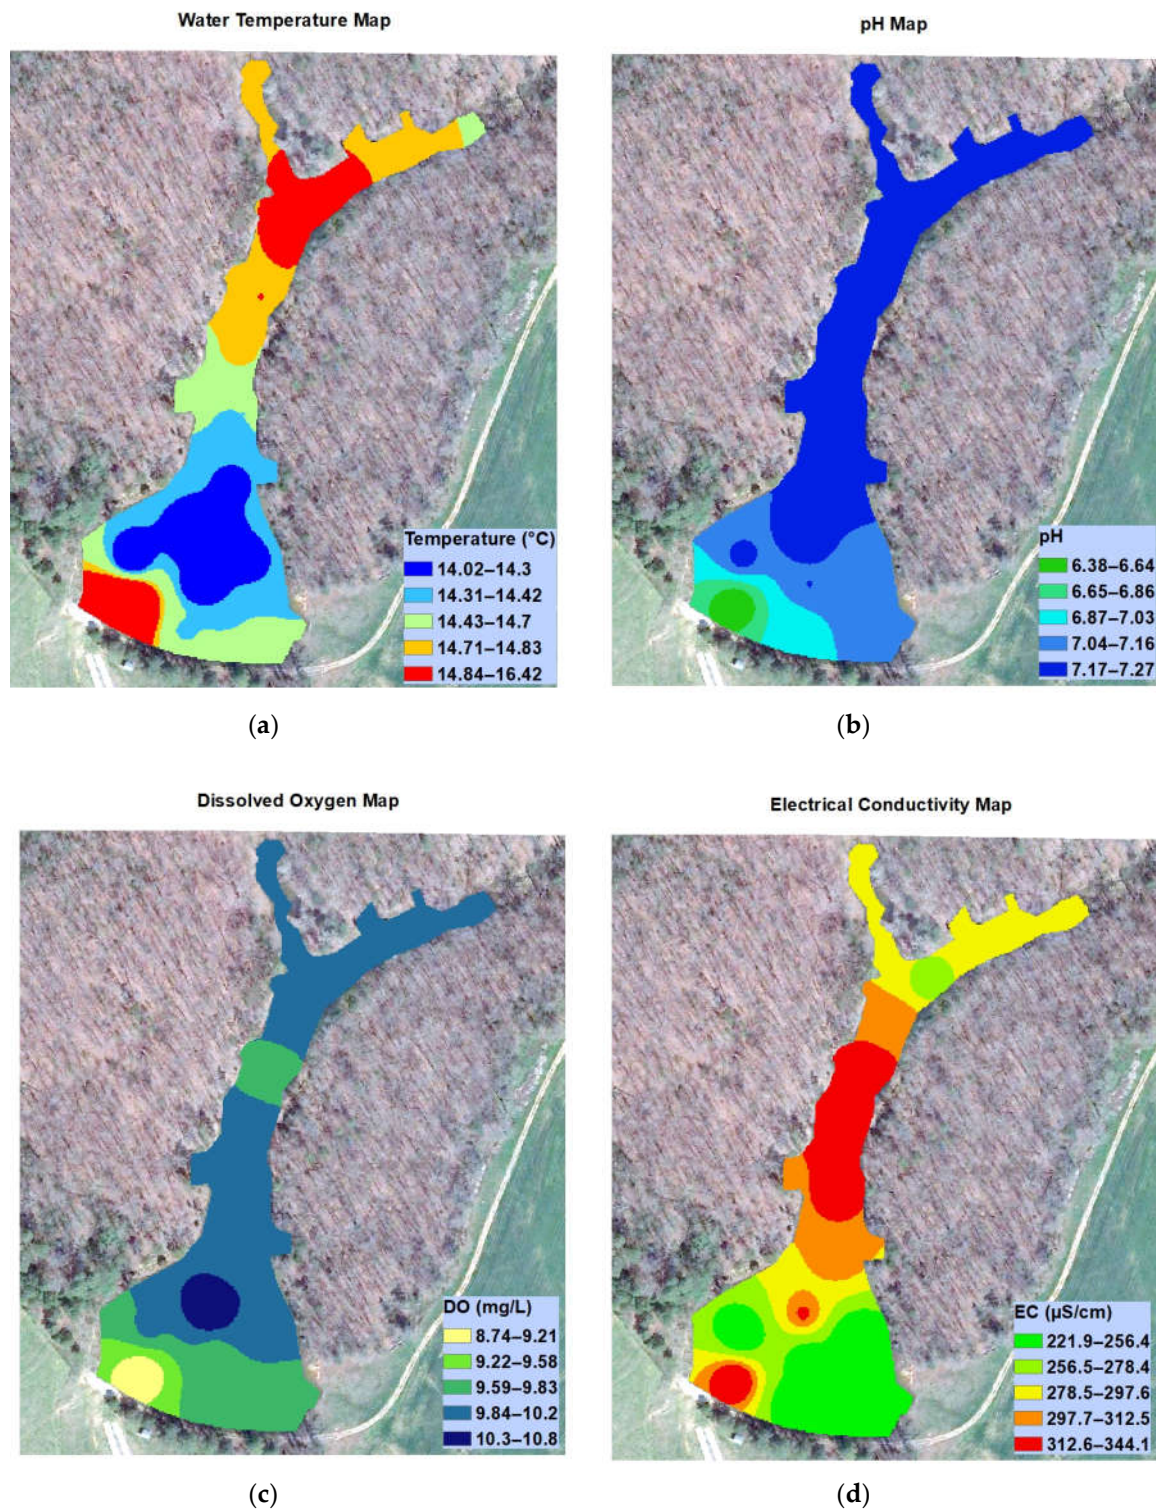 Water Temperature Map
pH Map
Temperature (°C)
14.02–14.3
14.31–14.42
14.43–14.7
14.71–14.83
14.84–16.42
pH
6.38–6.64
6.65–6.86
6.87–7.03
7.04–7.16
7.17–7.27
(a)
(b)
Dissolved Oxygen Map
Electrical Conductivity Map
DO (mg/L)
8.74–9.21
9.22–9.58
9.59–9.83
9.84–10.2
10.3–10.8
EC (µS/cm)
221.9–256.4
256.5–278.4
278.5–297.6
297.7–312.5
312.6–344.1
(c)
(d)